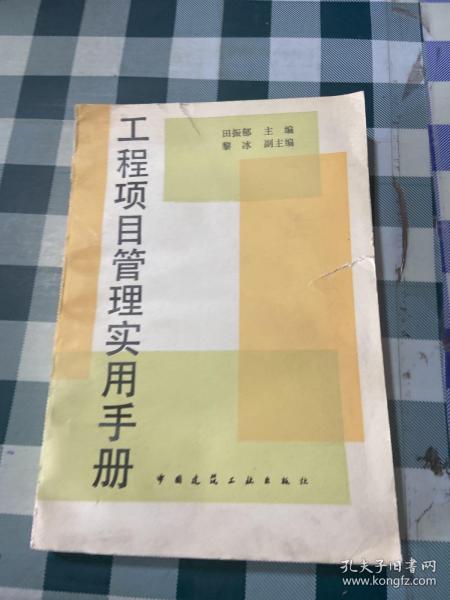 田振郁 主编
黎冰 副主编
工程项目管理实用手册
中国建筑工业出版社
孔夫子旧书网
www.kongfz.com